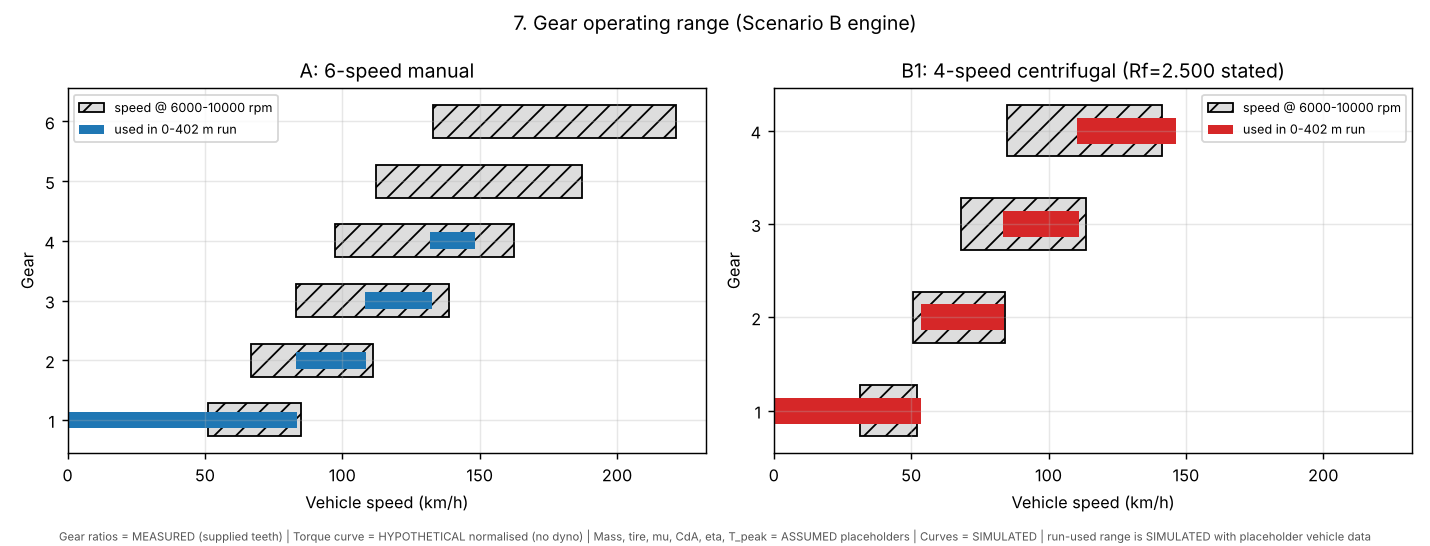 7. Gear operating range (Scenario B engine)
A: 6-speed manual
speed @ 6000-10000 rpm
used in 0-402 m run
Gear
6
5
4
3
2
1
0
50
100
150
200
Vehicle speed (km/h)
B1: 4-speed centrifugal (Rf=2.500 stated)
speed @ 6000-10000 rpm
used in 0-402 m run
Gear
4
3
2
1
0
50
100
150
200
Vehicle speed (km/h)
Gear ratios = MEASURED (supplied teeth) | Torque curve = HYPOTHETICAL normalised (no dyno) | Mass, tire, mu, CdA, eta, T_peak = ASSUMED placeholders | Curves = SIMULATED | run-used range is SIMULATED with placeholder vehicle data